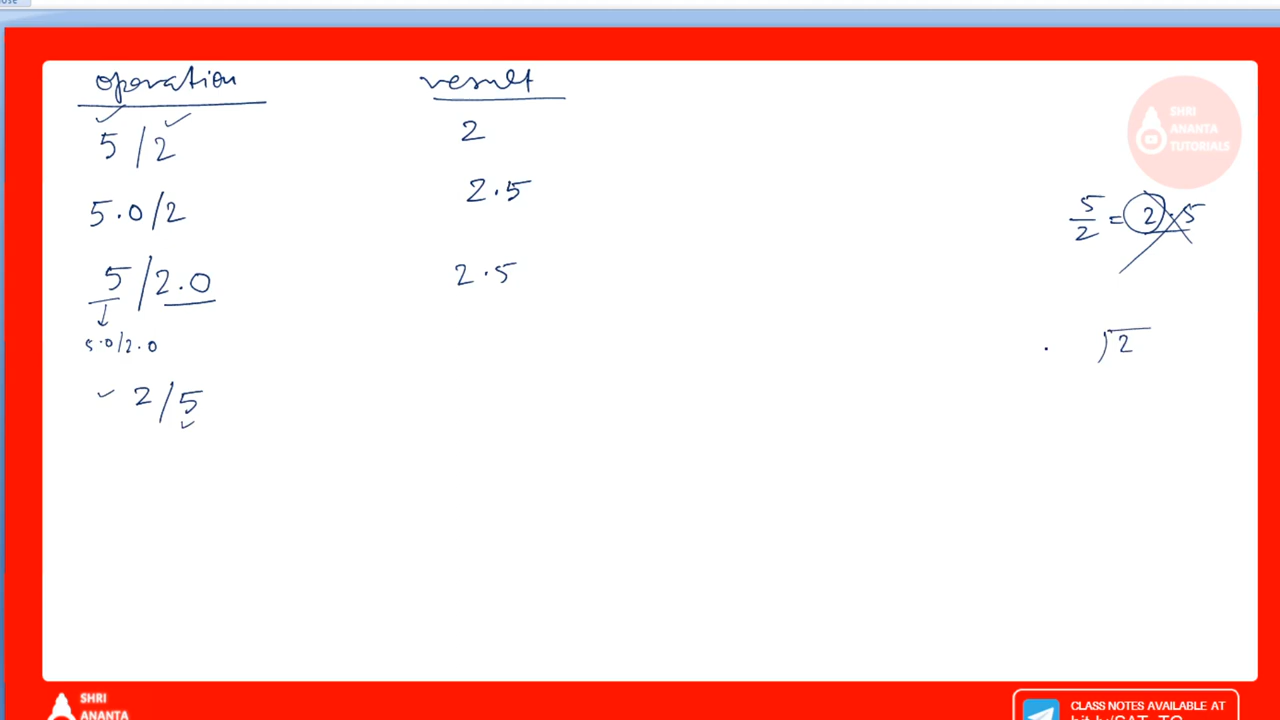 ose
operation result
5/2 2
5.0/2 2.5
5/2.0 2.5
5.0/2.0
2/5
5/2 = 2.5
2
SHRI
ANANTA
TUTORIALS
SHRI
ANANTA
CLASS NOTES AVAILABLE AT